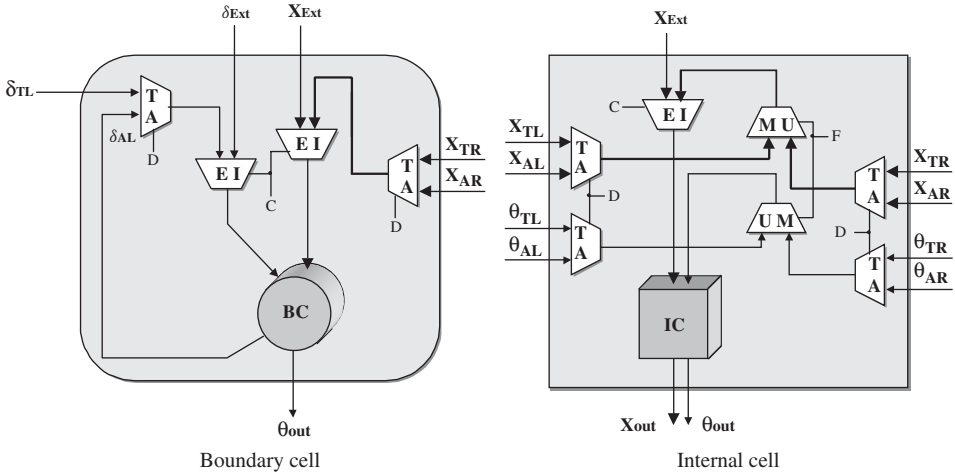 δExt
XExt
δTL
T
A
δAL
D
E I
E I
C
XTR
T
XAR
A
D
BC
θout
Boundary cell
XExt
C
E I
M U
F
XTL
T
XAL
A
D
XTR
T
XAR
A
U M
θTL
T
θAL
A
D
θTR
T
θAR
A
IC
Xout
θout
Internal cell